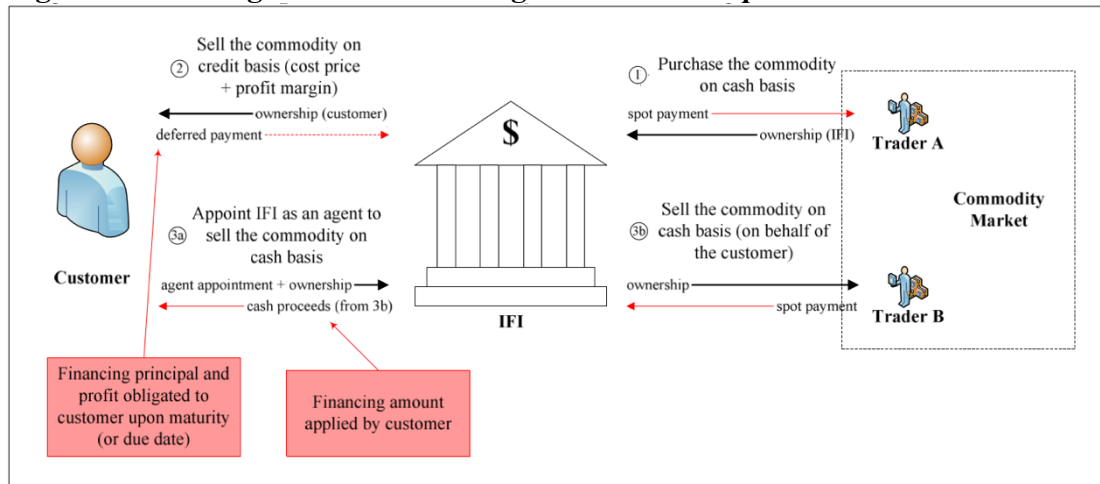 Sell the commodity on
② credit basis (cost price
+ profit margin)
ownership (customer)
deferred payment
① Purchase the commodity
on cash basis
spot payment
ownership (IFI)
Trader A
$
Commodity
Market
3a Appoint IFI as an agent to
sell the commodity on
cash basis
Customer
agent appointment + ownership
cash proceeds (from 3b)
IFI
3b Sell the commodity on
cash basis (on behalf of
the customer)
ownership
spot payment
Trader B
Financing principal and
profit obligated to
customer upon maturity
(or due date)
Financing amount
applied by customer